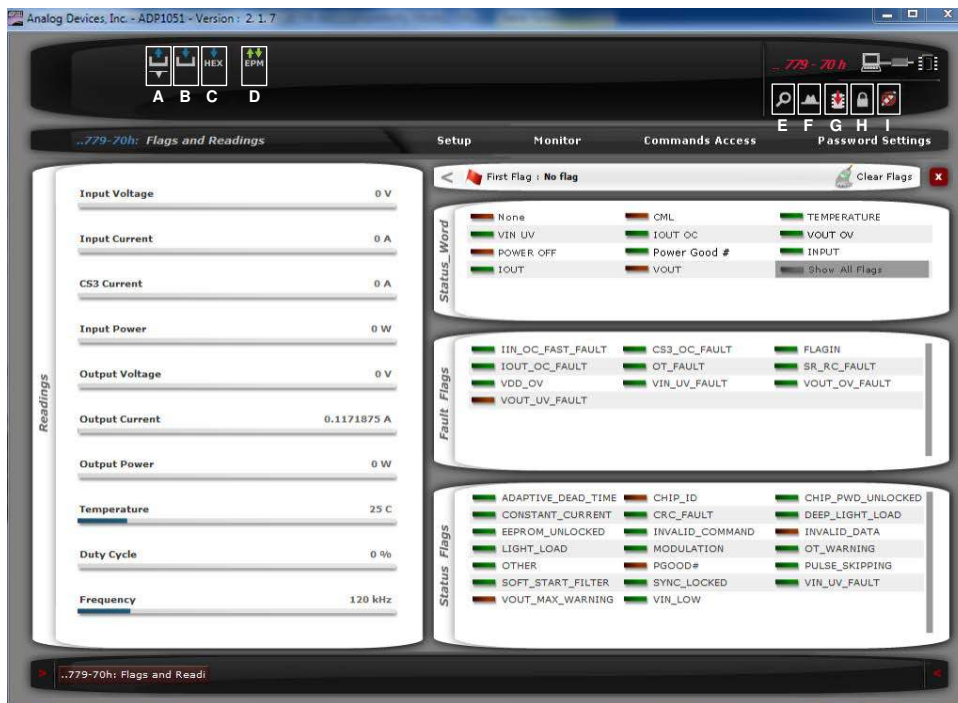 Analog Devices, Inc. - ADP1051 - Version : 2. 1. 7
HEX
EPM
A B C D
... 779 - 70 h
E F G H I
..779-70h: Flags and Readings
Setup
Monitor
Commands Access
Password Settings
Readings
Input Voltage 0 V
Input Current 0 A
CS3 Current 0 A
Input Power 0 W
Output Voltage 0 V
Output Current 0.1171875 A
Output Power 0 W
Temperature 25 C
Duty Cycle 0 %
Frequency 120 kHz
< First Flag : No flag
Clear Flags
x
Status_Word
None CML TEMPERATURE
VIN UV IOUT OC VOUT OV
POWER OFF Power Good # INPUT
IOUT VOUT Show All Flags
Fault Flags
IIN_OC_FAST_FAULT CS3_OC_FAULT FLAGIN
IOUT_OC_FAULT OT_FAULT SR_RC_FAULT
VDD_OV VIN_UV_FAULT VOUT_OV_FAULT
VOUT_UV_FAULT
Status Flags
ADAPTIVE_DEAD_TIME CHIP_ID CHIP_PWD_UNLOCKED
CONSTANT_CURRENT CRC_FAULT DEEP_LIGHT_LOAD
EEPROM_UNLOCKED INVALID_COMMAND INVALID_DATA
LIGHT_LOAD MODULATION OT_WARNING
OTHER PGOOD# PULSE_SKIPPING
SOFT_START_FILTER SYNC_LOCKED VIN_UV_FAULT
VOUT_MAX_WARNING VIN_LOW
> ..779-70h: Flags and Readi <